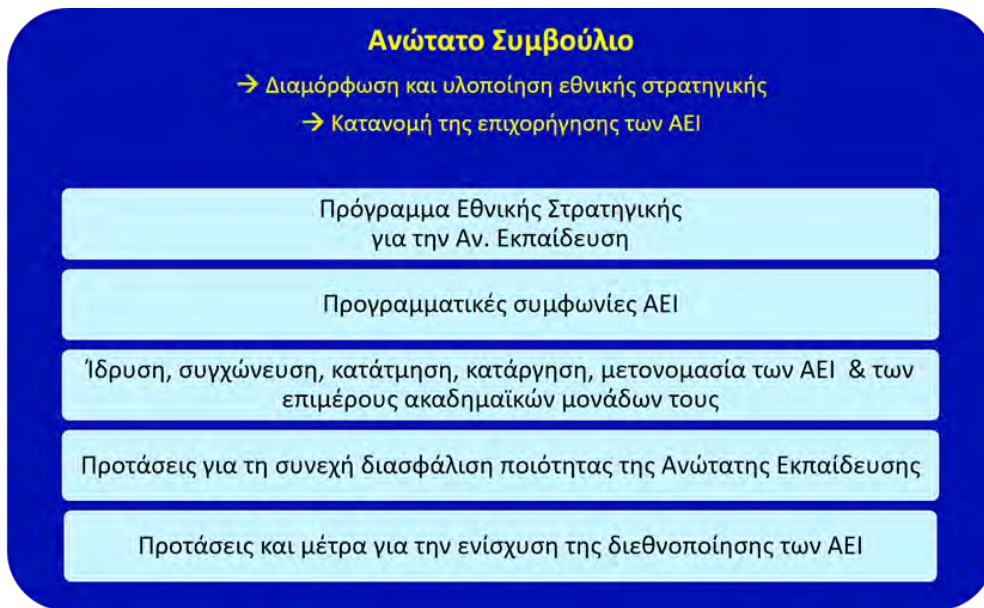 Ανώτατο Συμβούλιο
→ Διαμόρφωση και υλοποίηση εθνικής στρατηγικής
→ Κατανομή της επιχορήγησης των ΑΕΙ
Πρόγραμμα Εθνικής Στρατηγικής
για την Αν. Εκπαίδευση
Προγραμματικές συμφωνίες ΑΕΙ
Ίδρυση, συγχώνευση, κατάτμηση, κατάργηση, μετονομασία των ΑΕΙ & των
επιμέρους ακαδημαϊκών μονάδων τους
Προτάσεις για τη συνεχή διασφάλιση ποιότητας της Ανώτατης Εκπαίδευσης
Προτάσεις και μέτρα για την ενίσχυση της διεθνοποίησης των ΑΕΙ